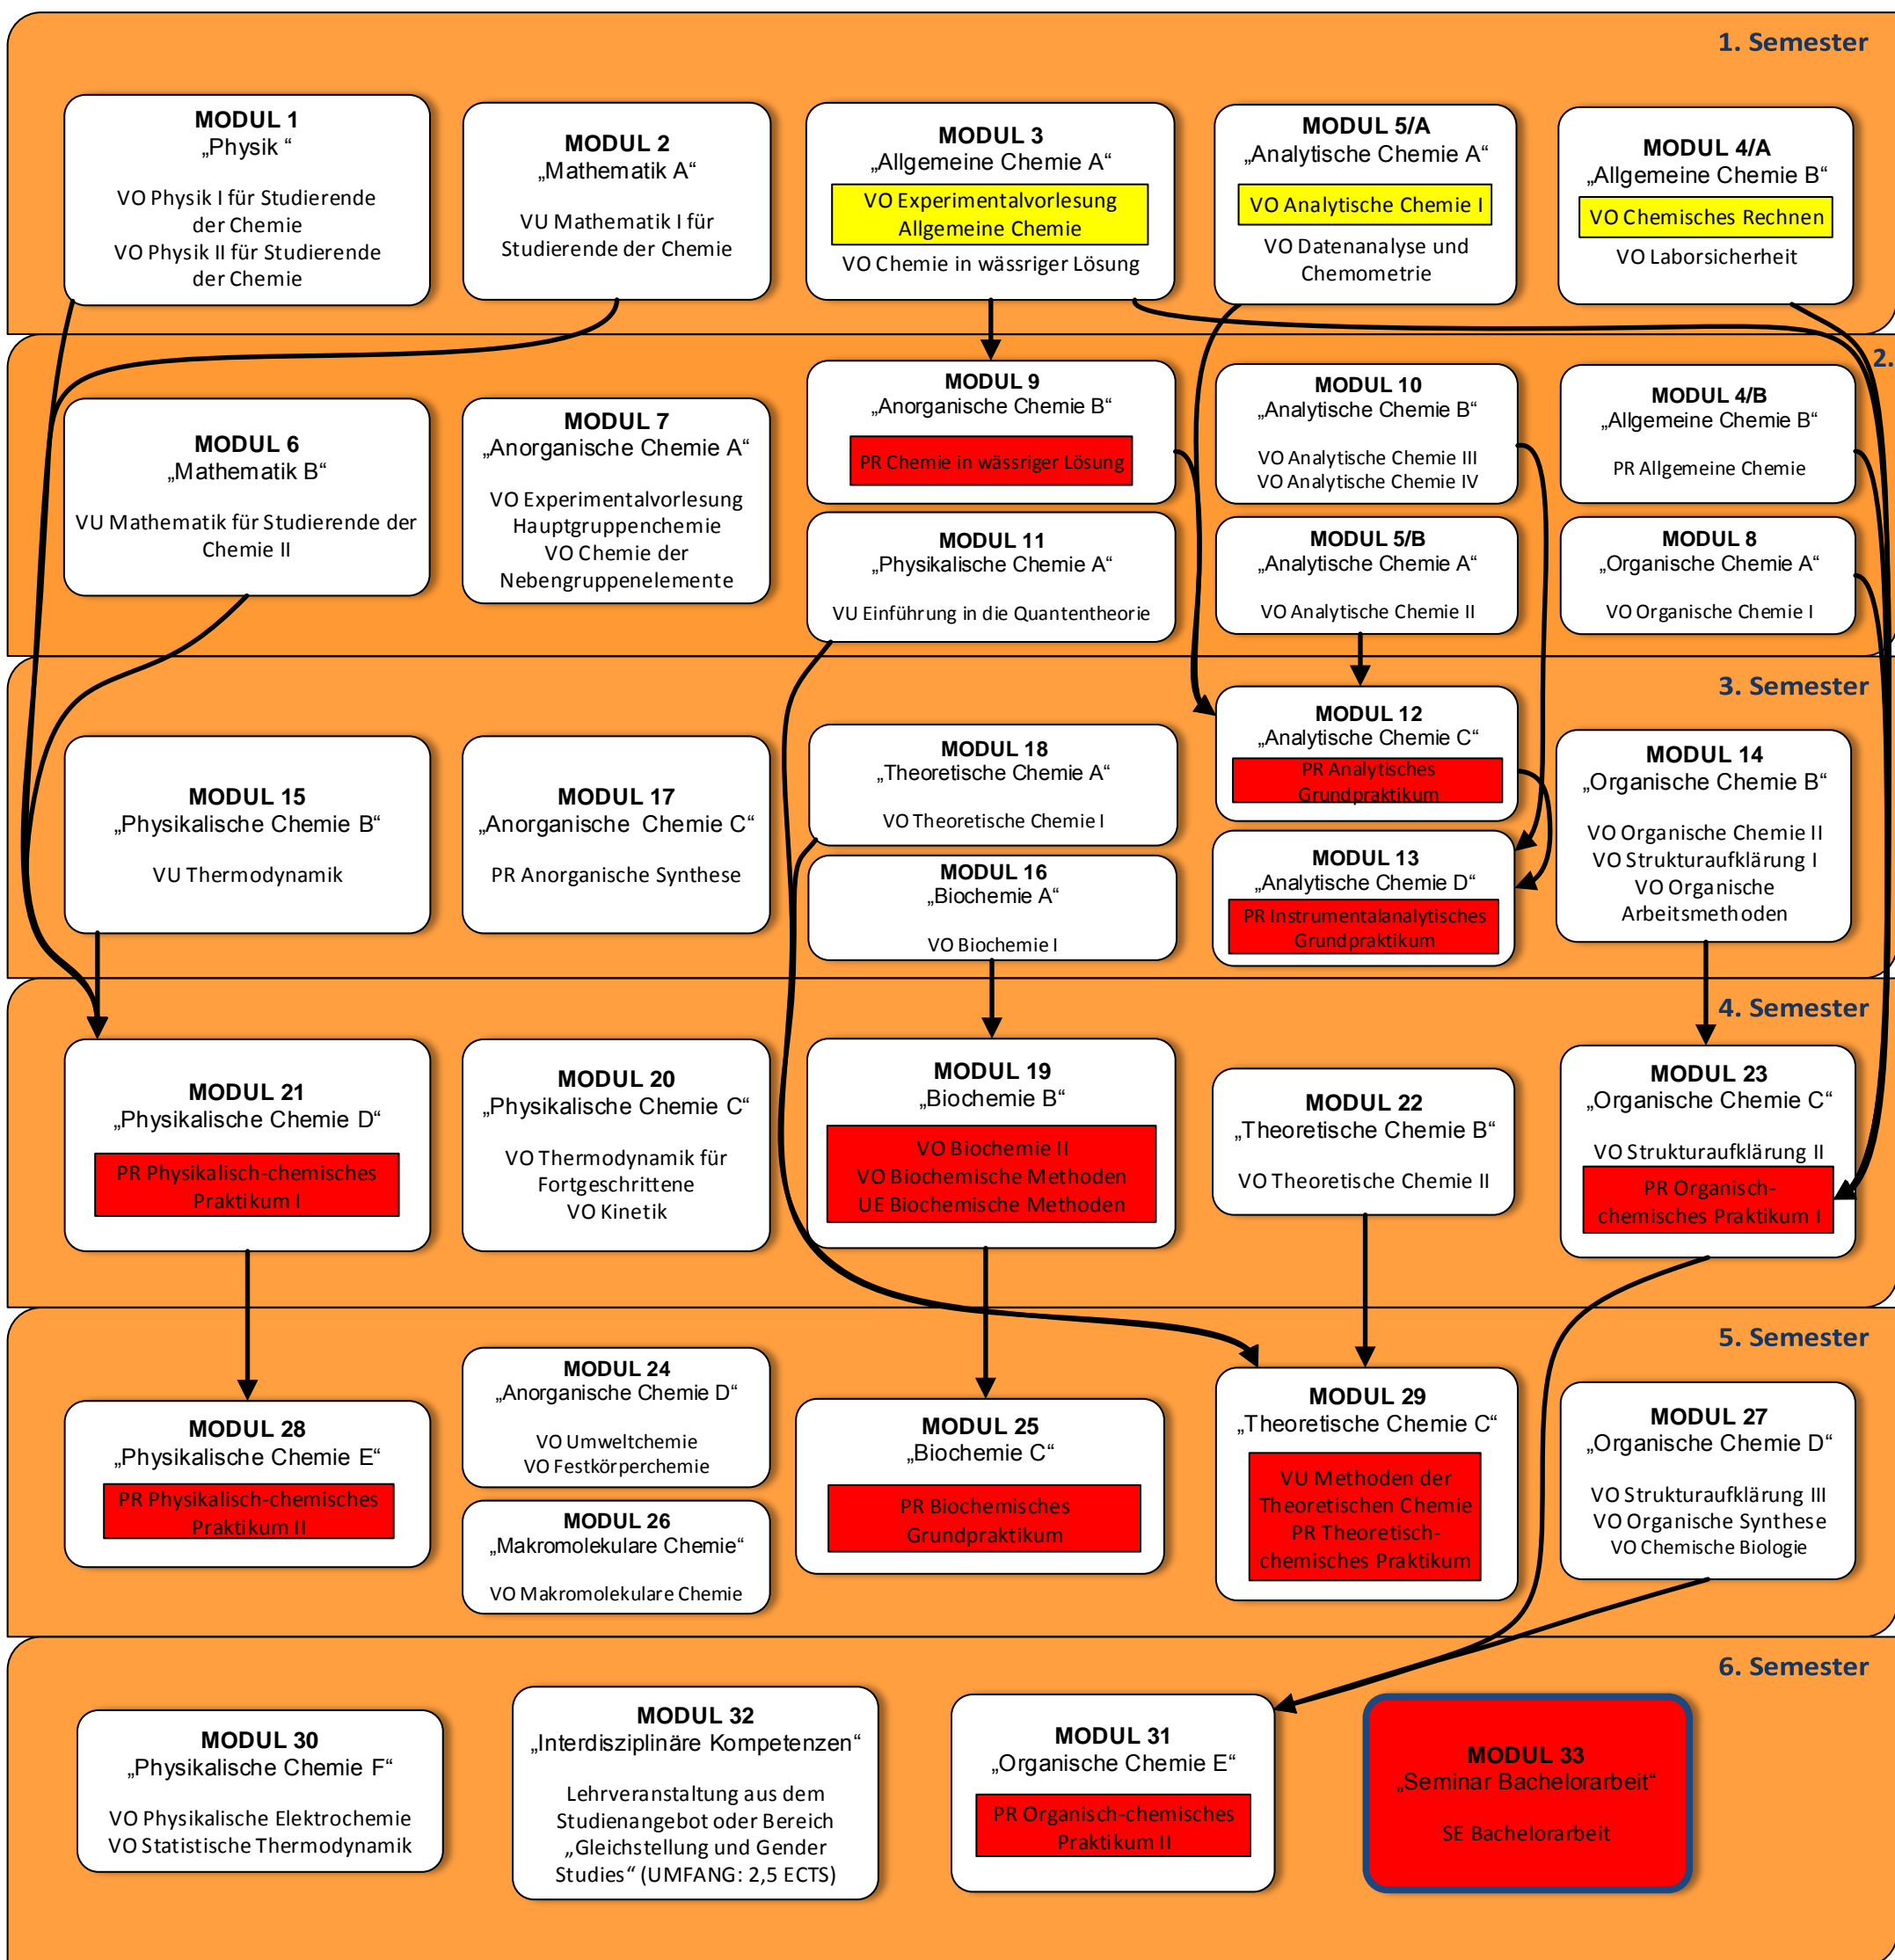 1. Semester
MODUL 1
„Physik “
VO Physik I für Studierende
der Chemie
VO Physik II für Studierende
der Chemie
MODUL 2
„Mathematik A“
VU Mathematik I für
Studierende der Chemie
MODUL 3
„Allgemeine Chemie A“
VO Experimentalvorlesung
Allgemeine Chemie
VO Chemie in wässriger Lösung
MODUL 5/A
„Analytische Chemie A“
VO Analytische Chemie I
VO Datenanalyse und
Chemometrie
MODUL 4/A
„Allgemeine Chemie B“
VO Chemisches Rechnen
VO Laborsicherheit
2.
MODUL 6
„Mathematik B“
VU Mathematik für Studierende der
Chemie II
MODUL 7
„Anorganische Chemie A“
VO Experimentalvorlesung
Hauptgruppenchemie
VO Chemie der
Nebengruppenelemente
MODUL 9
„Anorganische Chemie B“
PR Chemie in wässriger Lösung
MODUL 11
„Physikalische Chemie A“
VU Einführung in die Quantentheorie
MODUL 10
„Analytische Chemie B“
VO Analytische Chemie III
VO Analytische Chemie IV
MODUL 5/B
„Analytische Chemie A“
VO Analytische Chemie II
MODUL 4/B
„Allgemeine Chemie B“
PR Allgemeine Chemie
MODUL 8
„Organische Chemie A“
VO Organische Chemie I
3. Semester
MODUL 15
„Physikalische Chemie B“
VU Thermodynamik
MODUL 17
„Anorganische  Chemie C“
PR Anorganische Synthese
MODUL 18
„Theoretische Chemie A“
VO Theoretische Chemie I
MODUL 16
„Biochemie A“
VO Biochemie I
MODUL 12
„Analytische Chemie C“
PR Analytisches
Grundpraktikum
MODUL 13
„Analytische Chemie D“
PR Instrumentalanalytisches
Grundpraktikum
MODUL 14
„Organische Chemie B“
VO Organische Chemie II
VO Strukturaufklärung I
VO Organische
Arbeitsmethoden
4. Semester
MODUL 21
„Physikalische Chemie D“
PR Physikalisch-chemisches
Praktikum I
MODUL 20
„Physikalische Chemie C“
VO Thermodynamik für
Fortgeschrittene
VO Kinetik
MODUL 19
„Biochemie B“
VO Biochemie II
VO Biochemische Methoden
UE Biochemische Methoden
MODUL 22
„Theoretische Chemie B“
VO Theoretische Chemie II
MODUL 23
„Organische Chemie C“
VO Strukturaufklärung II
PR Organisch-
chemisches Praktikum I
5. Semester
MODUL 28
„Physikalische Chemie E“
PR Physikalisch-chemisches
Praktikum II
MODUL 24
„Anorganische Chemie D“
VO Umweltchemie
VO Festkörperchemie
MODUL 26
„Makromolekulare Chemie“
VO Makromolekulare Chemie
MODUL 25
„Biochemie C“
PR Biochemisches
Grundpraktikum
MODUL 29
„Theoretische Chemie C“
VU Methoden der
Theoretischen Chemie
PR Theoretisch-
chemisches Praktikum
MODUL 27
„Organische Chemie D“
VO Strukturaufklärung III
VO Organische Synthese
VO Chemische Biologie
6. Semester
MODUL 30
„Physikalische Chemie F“
VO Physikalische Elektrochemie
VO Statistische Thermodynamik
MODUL 32
„Interdisziplinäre Kompetenzen“
Lehrveranstaltung aus dem
Studienangebot oder Bereich
„Gleichstellung und Gender
Studies“ (UMFANG: 2,5 ECTS)
MODUL 31
„Organische Chemie E“
PR Organisch-chemisches
Praktikum II
MODUL 33
„Seminar Bachelorarbeit“
SE Bachelorarbeit